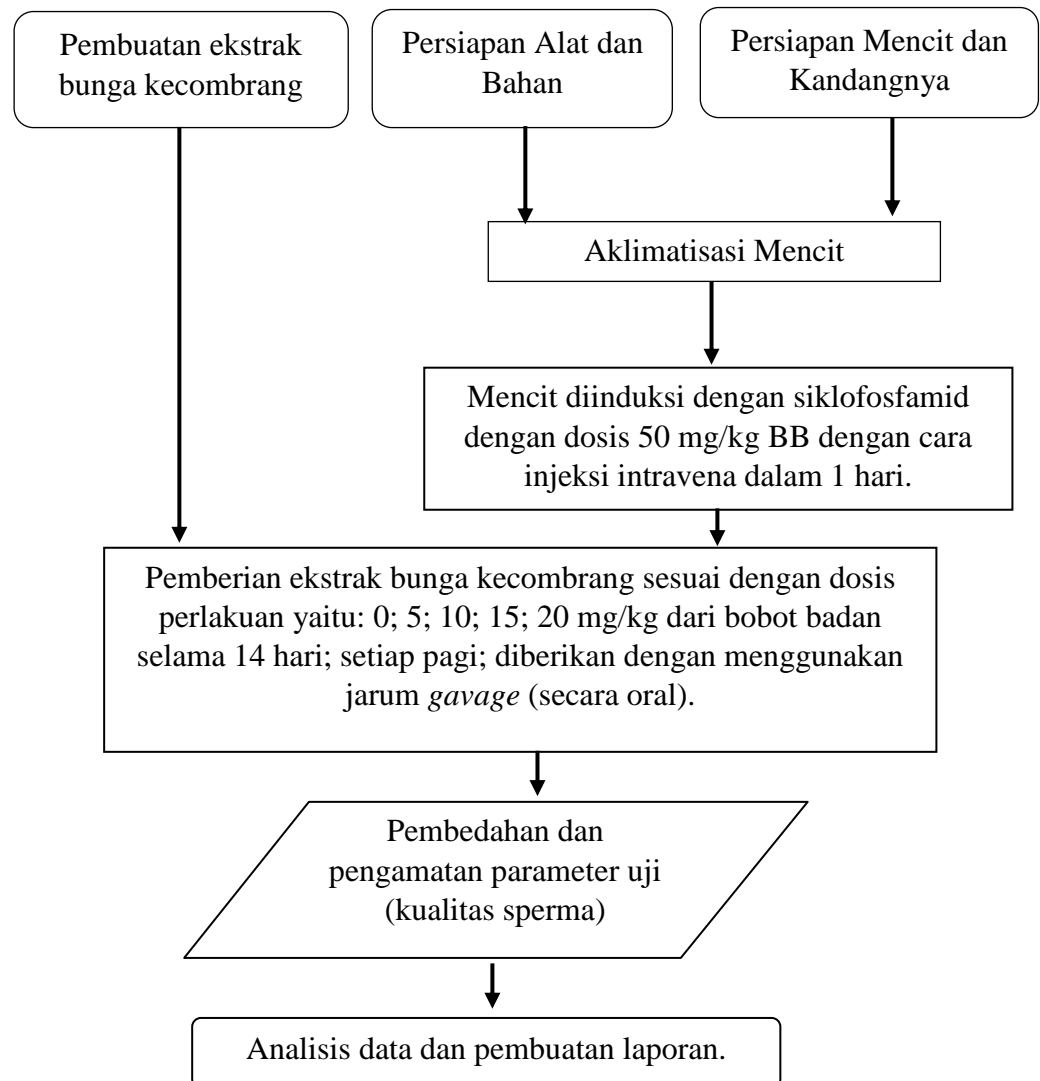 Pembuatan ekstrak
bunga kecombrang
Persiapan Alat dan
Bahan
Persiapan Mencit dan
Kandangnya
Aklimatisasi Mencit
Mencit diinduksi dengan siklofosfamid
dengan dosis 50 mg/kg BB dengan cara
injeksi intravena dalam 1 hari.
Pemberian ekstrak bunga kecombrang sesuai dengan dosis
perlakuan yaitu: 0; 5; 10; 15; 20 mg/kg dari bobot badan
selama 14 hari; setiap pagi; diberikan dengan menggunakan
jarum gavage (secara oral).
Pembedahan dan
pengamatan parameter uji
(kualitas sperma)
Analisis data dan pembuatan laporan.